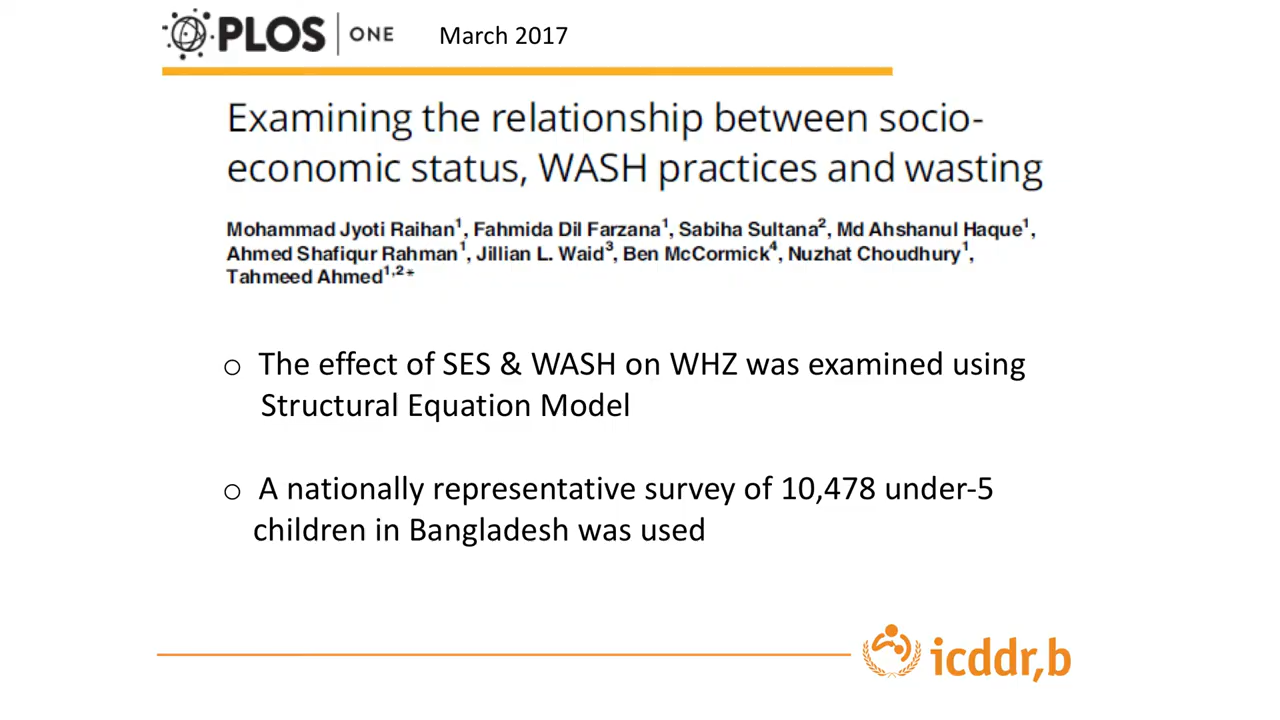 PLOS | ONE March 2017
Examining the relationship between socio-
economic status, WASH practices and wasting
Mohammad Jyoti Raihan1, Fahmida Dil Farzana1, Sabiha Sultana2, Md Ahshanul Haque1,
Ahmed Shafiqur Rahman1, Jillian L. Waid3, Ben McCormick4, Nuzhat Choudhury1,
Tahmeed Ahmed1,2*
o The effect of SES & WASH on WHZ was examined using
Structural Equation Model
o A nationally representative survey of 10,478 under-5
children in Bangladesh was used
icddr,b